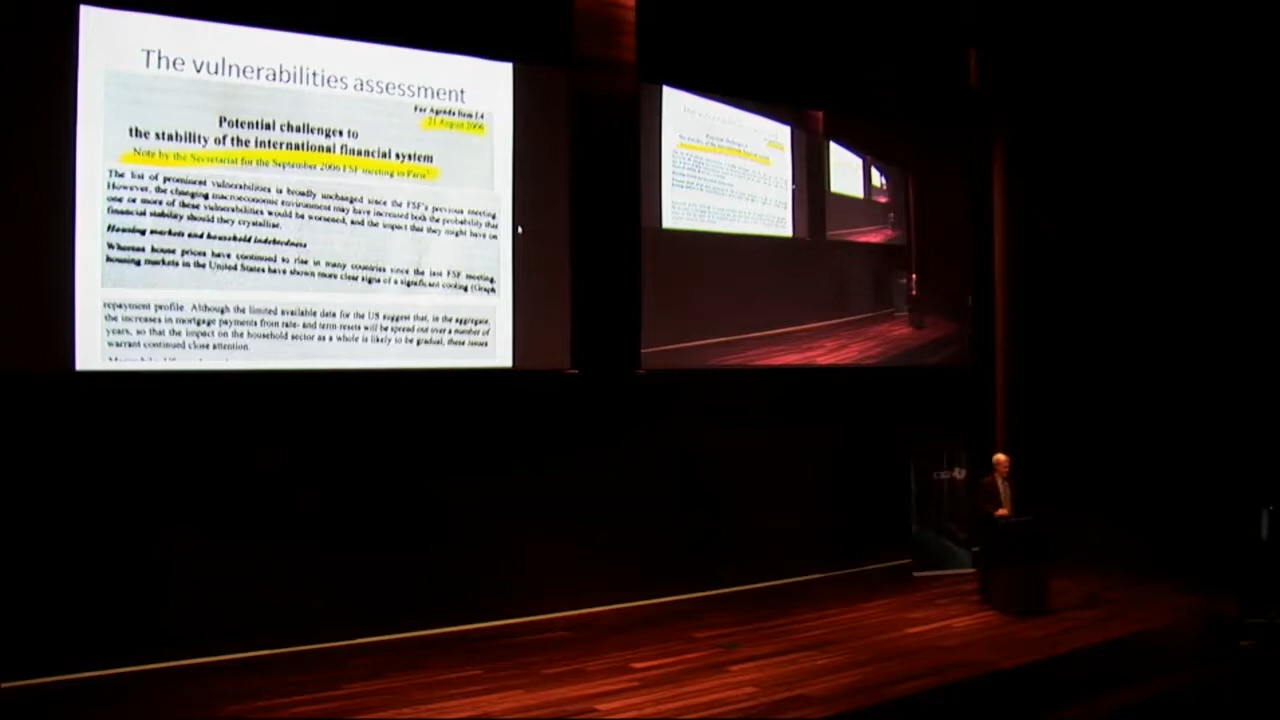 The vulnerabilities assessment
For Agenda Item I.4
21 August 2006
Potential challenges to
the stability of the international financial system
Note by the Secretariat for the September 2006 FSF meeting in Paris
The list of prominent vulnerabilities is broadly unchanged since the FSF's previous meeting.
However, the changing macroeconomic environment may have increased both the probability that
one or more of these vulnerabilities would be worsened, and the impact that they might have on
financial stability should they crystallise.
Housing markets and household indebtedness
Whereas house prices have continued to rise in many countries since the last FSF meeting,
housing markets in the United States have shown more clear signs of a significant cooling (Graph
repayment profile. Although the limited available data for the US suggest that, in the aggregate,
the increases in mortgage payments from rate- and term-resets will be spread out over a number of
years, so that the impact on the household sector as a whole is likely to be gradual, these issues
warrant continued close attention.